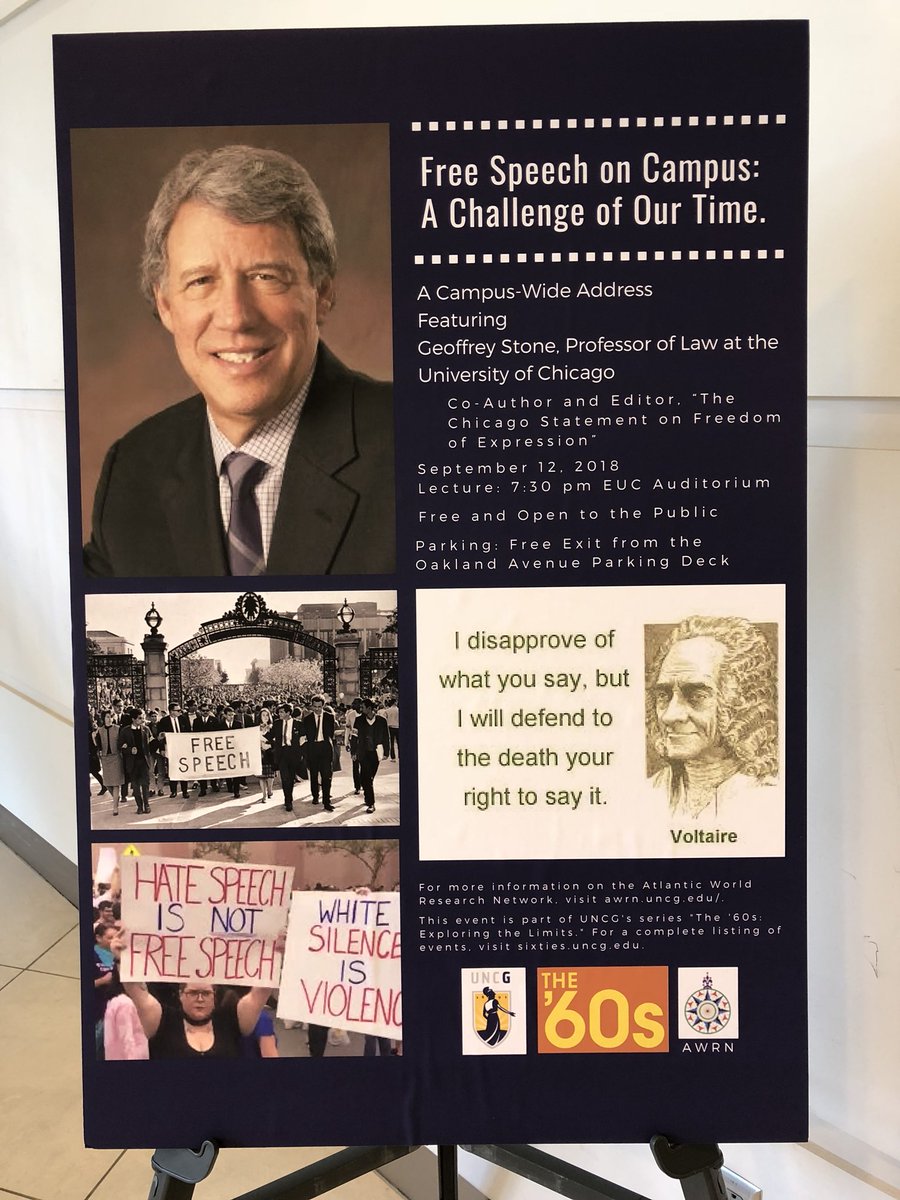 Free Speech on Campus:
A Challenge of Our Time.
A Campus-Wide Address
Featuring
Geoffrey Stone, Professor of Law at the
University of Chicago
Co-Author and Editor, "The
Chicago Statement on Freedom
of Expression"
September 12, 2018
Lecture: 7:30 pm EUC Auditorium
Free and Open to the Public
Parking: Free Exit from the
Oakland Avenue Parking Deck
FREE
SPEECH
I disapprove of
what you say, but
I will defend to
the death your
right to say it.
Voltaire
HATE SPEECH
IS NOT
FREE SPEECH
WHITE
SILENCE
IS
VIOLENC
For more information on the Atlantic World
Research Network, visit awrn.uncg.edu/.
This event is part of UNCG's series "The '60s:
Exploring the Limits." For a complete listing of
events, visit sixties.uncg.edu.
UNCG
THE
'60s
AWRN